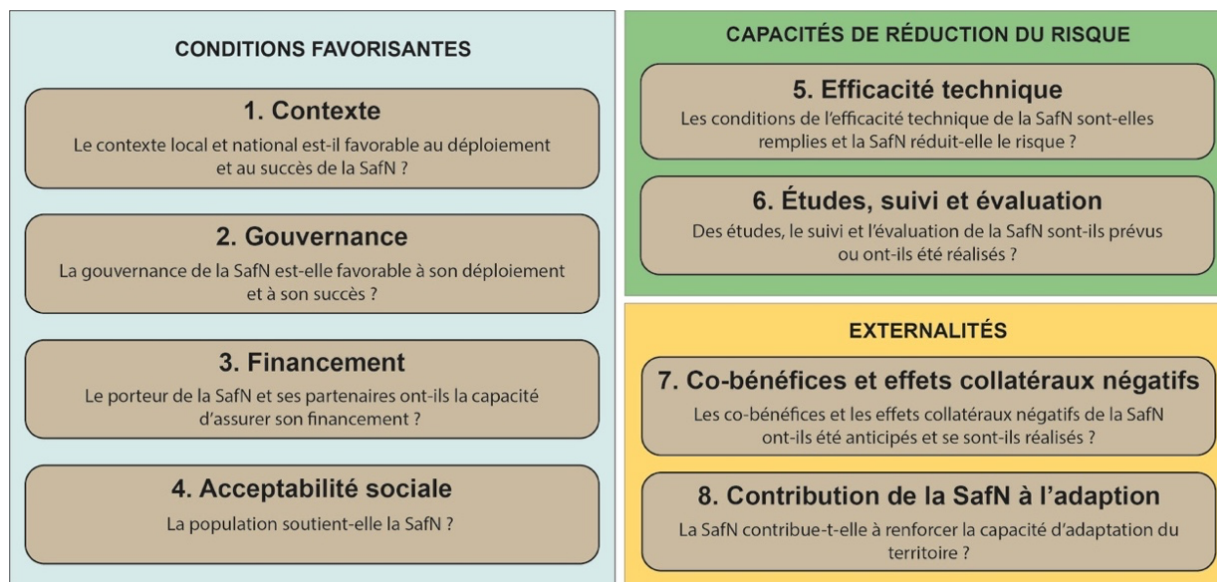 CONDITIONS FAVORISANTES
1. Contexte
Le contexte local et national est-il favorable au déploiement
et au succès de la SafN ?
2. Gouvernance
La gouvernance de la SafN est-elle favorable à son déploiement
et à son succès ?
3. Financement
Le porteur de la SafN et ses partenaires ont-ils la capacité
d'assurer son financement ?
4. Acceptabilité sociale
La population soutient-elle la SafN ?
CAPACITÉS DE RÉDUCTION DU RISQUE
5. Efficacité technique
Les conditions de l'efficacité technique de la SafN sont-elles
remplies et la SafN réduit-elle le risque ?
6. Études, suivi et évaluation
Des études, le suivi et l'évaluation de la SafN sont-ils prévus
ou ont-ils été réalisés ?
EXTERNALITÉS
7. Co-bénéfices et effets collatéraux négatifs
Les co-bénéfices et les effets collatéraux négatifs de la SafN
ont-ils été anticipés et se sont-ils réalisés ?
8. Contribution de la SafN à l'adaption
La SafN contribue-t-elle à renforcer la capacité d'adaptation du
territoire ?